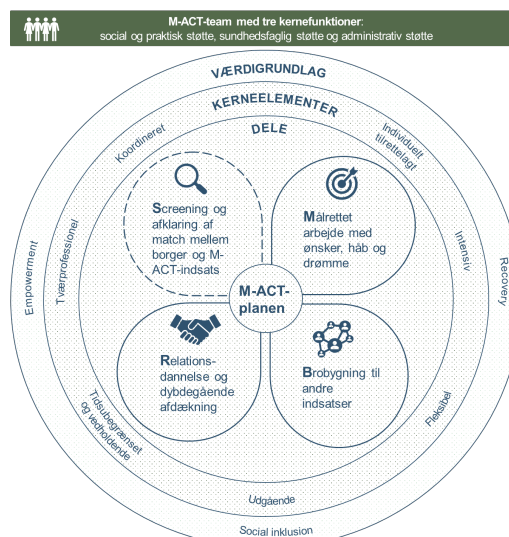 M-ACT-team med tre kernefunktioner:
social og praktisk støtte, sundhedsfaglig støtte og administrativ støtte
VÆRDIGRUNDLAG
KERNEELEMENTER
DELE
Koordineret
Individuelt
tilrettelagt
Screening og
afklaring af
match mellem
borger og M-
ACT-indsats
Målrettet
arbejde med
ønsker, håb og
drømme
Empowerment
Tværprofessionel
Intensiv
Recovery
M-ACT-
planen
Relations-
dannelse og
dybdegående
afdækning
Brobygning til
andre
indsatser
Tidsubegrænset
og vedholdende
Fleksibel
Udgående
Social inklusion